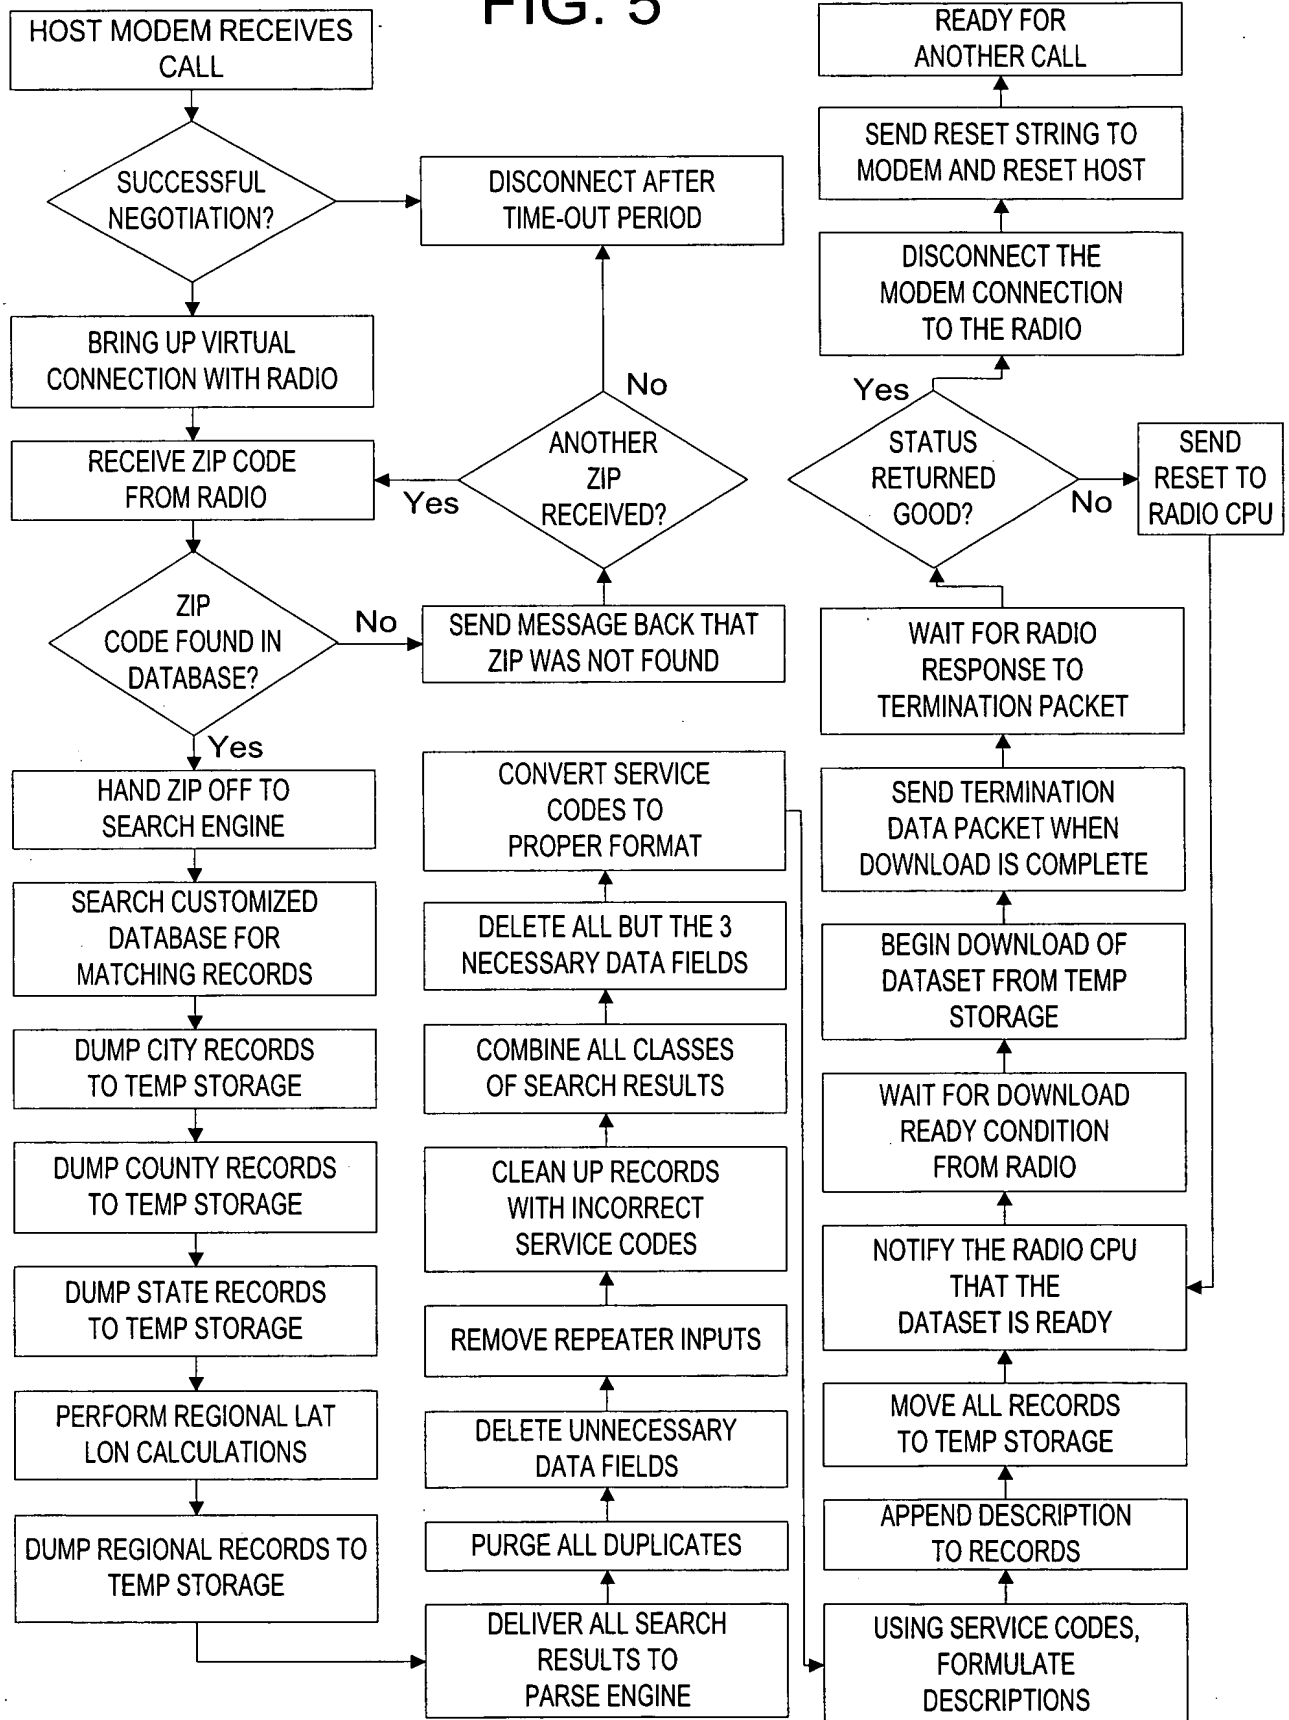 FIG. 5
HOST MODEM RECEIVES
CALL
SUCCESSFUL
NEGOTIATION?
DISCONNECT AFTER
TIME-OUT PERIOD
BRING UP VIRTUAL
CONNECTION WITH RADIO
RECEIVE ZIP CODE
FROM RADIO
No
ANOTHER
ZIP
RECEIVED?
Yes
ZIP
CODE FOUND IN
DATABASE?
No
SEND MESSAGE BACK THAT
ZIP WAS NOT FOUND
Yes
HAND ZIP OFF TO
SEARCH ENGINE
SEARCH CUSTOMIZED
DATABASE FOR
MATCHING RECORDS
DUMP CITY RECORDS
TO TEMP STORAGE
DUMP COUNTY RECORDS
TO TEMP STORAGE
DUMP STATE RECORDS
TO TEMP STORAGE
PERFORM REGIONAL LAT
LON CALCULATIONS
DUMP REGIONAL RECORDS TO
TEMP STORAGE
CONVERT SERVICE
CODES TO
PROPER FORMAT
DELETE ALL BUT THE 3
NECESSARY DATA FIELDS
COMBINE ALL CLASSES
OF SEARCH RESULTS
CLEAN UP RECORDS
WITH INCORRECT
SERVICE CODES
REMOVE REPEATER INPUTS
DELETE UNNECESSARY
DATA FIELDS
PURGE ALL DUPLICATES
DELIVER ALL SEARCH
RESULTS TO
PARSE ENGINE
READY FOR
ANOTHER CALL
SEND RESET STRING TO
MODEM AND RESET HOST
DISCONNECT THE
MODEM CONNECTION
TO THE RADIO
Yes
STATUS
RETURNED
GOOD?
No
SEND
RESET TO
RADIO CPU
WAIT FOR RADIO
RESPONSE TO
TERMINATION PACKET
SEND TERMINATION
DATA PACKET WHEN
DOWNLOAD IS COMPLETE
BEGIN DOWNLOAD OF
DATASET FROM TEMP
STORAGE
WAIT FOR DOWNLOAD
READY CONDITION
FROM RADIO
NOTIFY THE RADIO CPU
THAT THE
DATASET IS READY
MOVE ALL RECORDS
TO TEMP STORAGE
APPEND DESCRIPTION
TO RECORDS
USING SERVICE CODES,
FORMULATE
DESCRIPTIONS